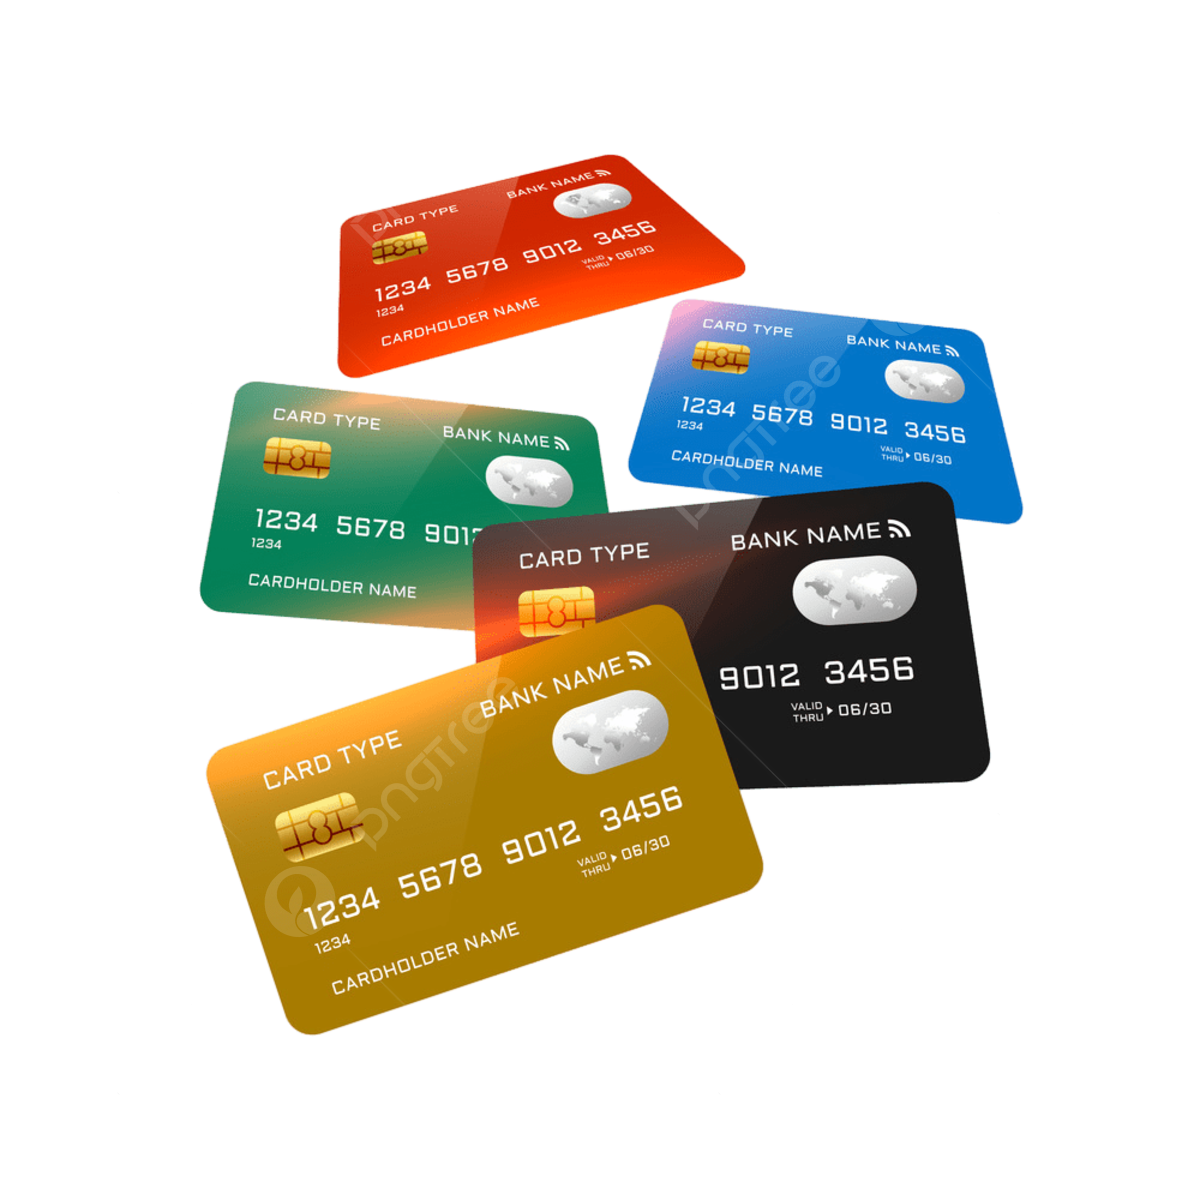 CARD TYPE
BANK NAME
1234 5678 9012 3456
1234
VALID
THRU
06/30
CARDHOLDER NAME
CARD TYPE
BANK NAME
1234 5678 9012 3456
1234
VALID
THRU
06/30
CARDHOLDER NAME
CARD TYPE
BANK NAME
1234 5678 901
1234
CARDHOLDER NAME
CARD TYPE
BANK NAME
9012 3456
VALID
THRU
06/30
CARD TYPE
BANK NAME
1234 5678 9012 3456
1234
VALID
THRU
06/30
CARDHOLDER NAME
pngtree
pngtree